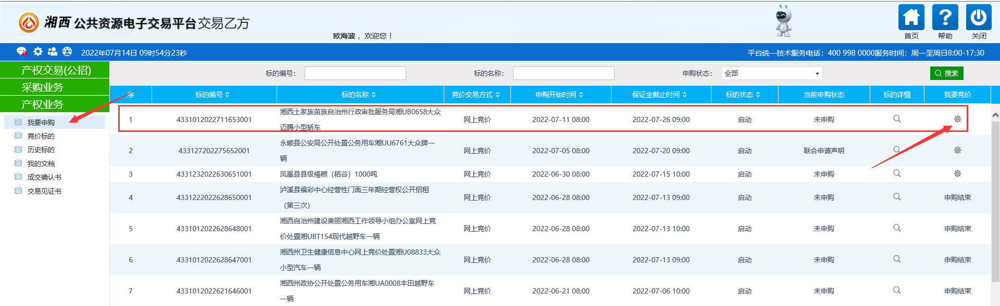 湘西 公共资源电子交易平台交易乙方
欧海波 ，欢迎您！
首页
帮助
关闭
2022年07月14日 09时54分23秒
平台统一技术服务电话：400 998 0000服务时间：周一至周日8:00-17:30
产权交易(公招)
采购业务
产权业务
我要申购
竞价标的
历史标的
我的文档
成交确认书
交易见证书
标的编号：
标的名称：
申购状态：
全部
搜索
序 标的编号 标的名称 竞价交易方式 申购开始时间 保证金截止时间 标的状态 当前申购状态 标的详情 我要竞价
1 4331012022711653001 湘西土家族苗族自治州行政审批服务局湘UB0658大众
迈腾小型轿车 网上竞价 2022-07-11 08:00 2022-07-26 09:00 启动 未申购
2 433127202275652001 永顺县公安局公开处置公务用车湘UU6761大众牌一
辆 网上竞价 2022-07-05 08:00 2022-07-20 09:00 启动 联合申请声明
3 4331232022630651001 凤凰县县级储粮（稻谷）1000吨 网上竞价 2022-06-30 08:00 2022-07-15 10:00 启动 未申购
4 4331222022628650001 泸溪县福彩中心经营性门面三年期经营权公开招租
（第三次） 网上竞价 2022-06-28 08:00 2022-07-13 09:00 启动 未申购 申购结束
5 4331012022628648001 湘西自治州建设美丽湘西工作领导小组办公室网上竞
价处置湘UBT154现代越野车一辆 网上竞价 2022-06-28 08:00 2022-07-13 10:00 启动 未申购 申购结束
6 4331012022628647001 湘西州卫生健康信息中心网上竞价处置湘U08833大众
小型汽车一辆 网上竞价 2022-06-28 08:00 2022-07-13 09:00 启动 未申购 申购结束
7 4331012022621646001 湘西州政协公开处置公务用车湘UA0008丰田越野车
一辆 网上竞价 2022-06-21 08:00 2022-07-06 10:00 启动 未申购 申购结束